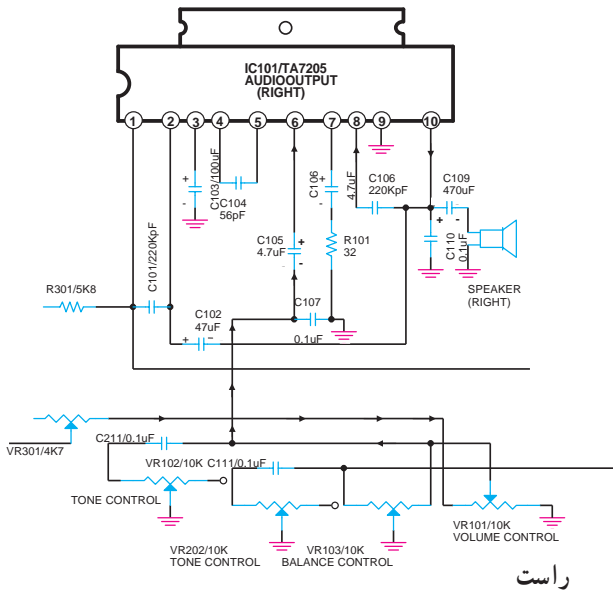 IC101/TA7205
AUDIOOUTPUT
(RIGHT)
1 2 3 4 5 6 7 8 9 10
+
-
C103/100uF
C104
56pF
+
-
C106
4.7uF
C106
220KpF
C109
470uF
+
-
C110
0.1uF
SPEAKER
(RIGHT)
R101
32
C105
4.7uF
+
-
C101/220KpF
R301/5K8
C102
47uF
+
-
C107
0.1uF
VR301/4K7
C211/0.1uF
VR102/10K
C111/0.1uF
TONE CONTROL
VR202/10K
TONE CONTROL
VR103/10K
BALANCE CONTROL
VR101/10K
VOLUME CONTROL
راست